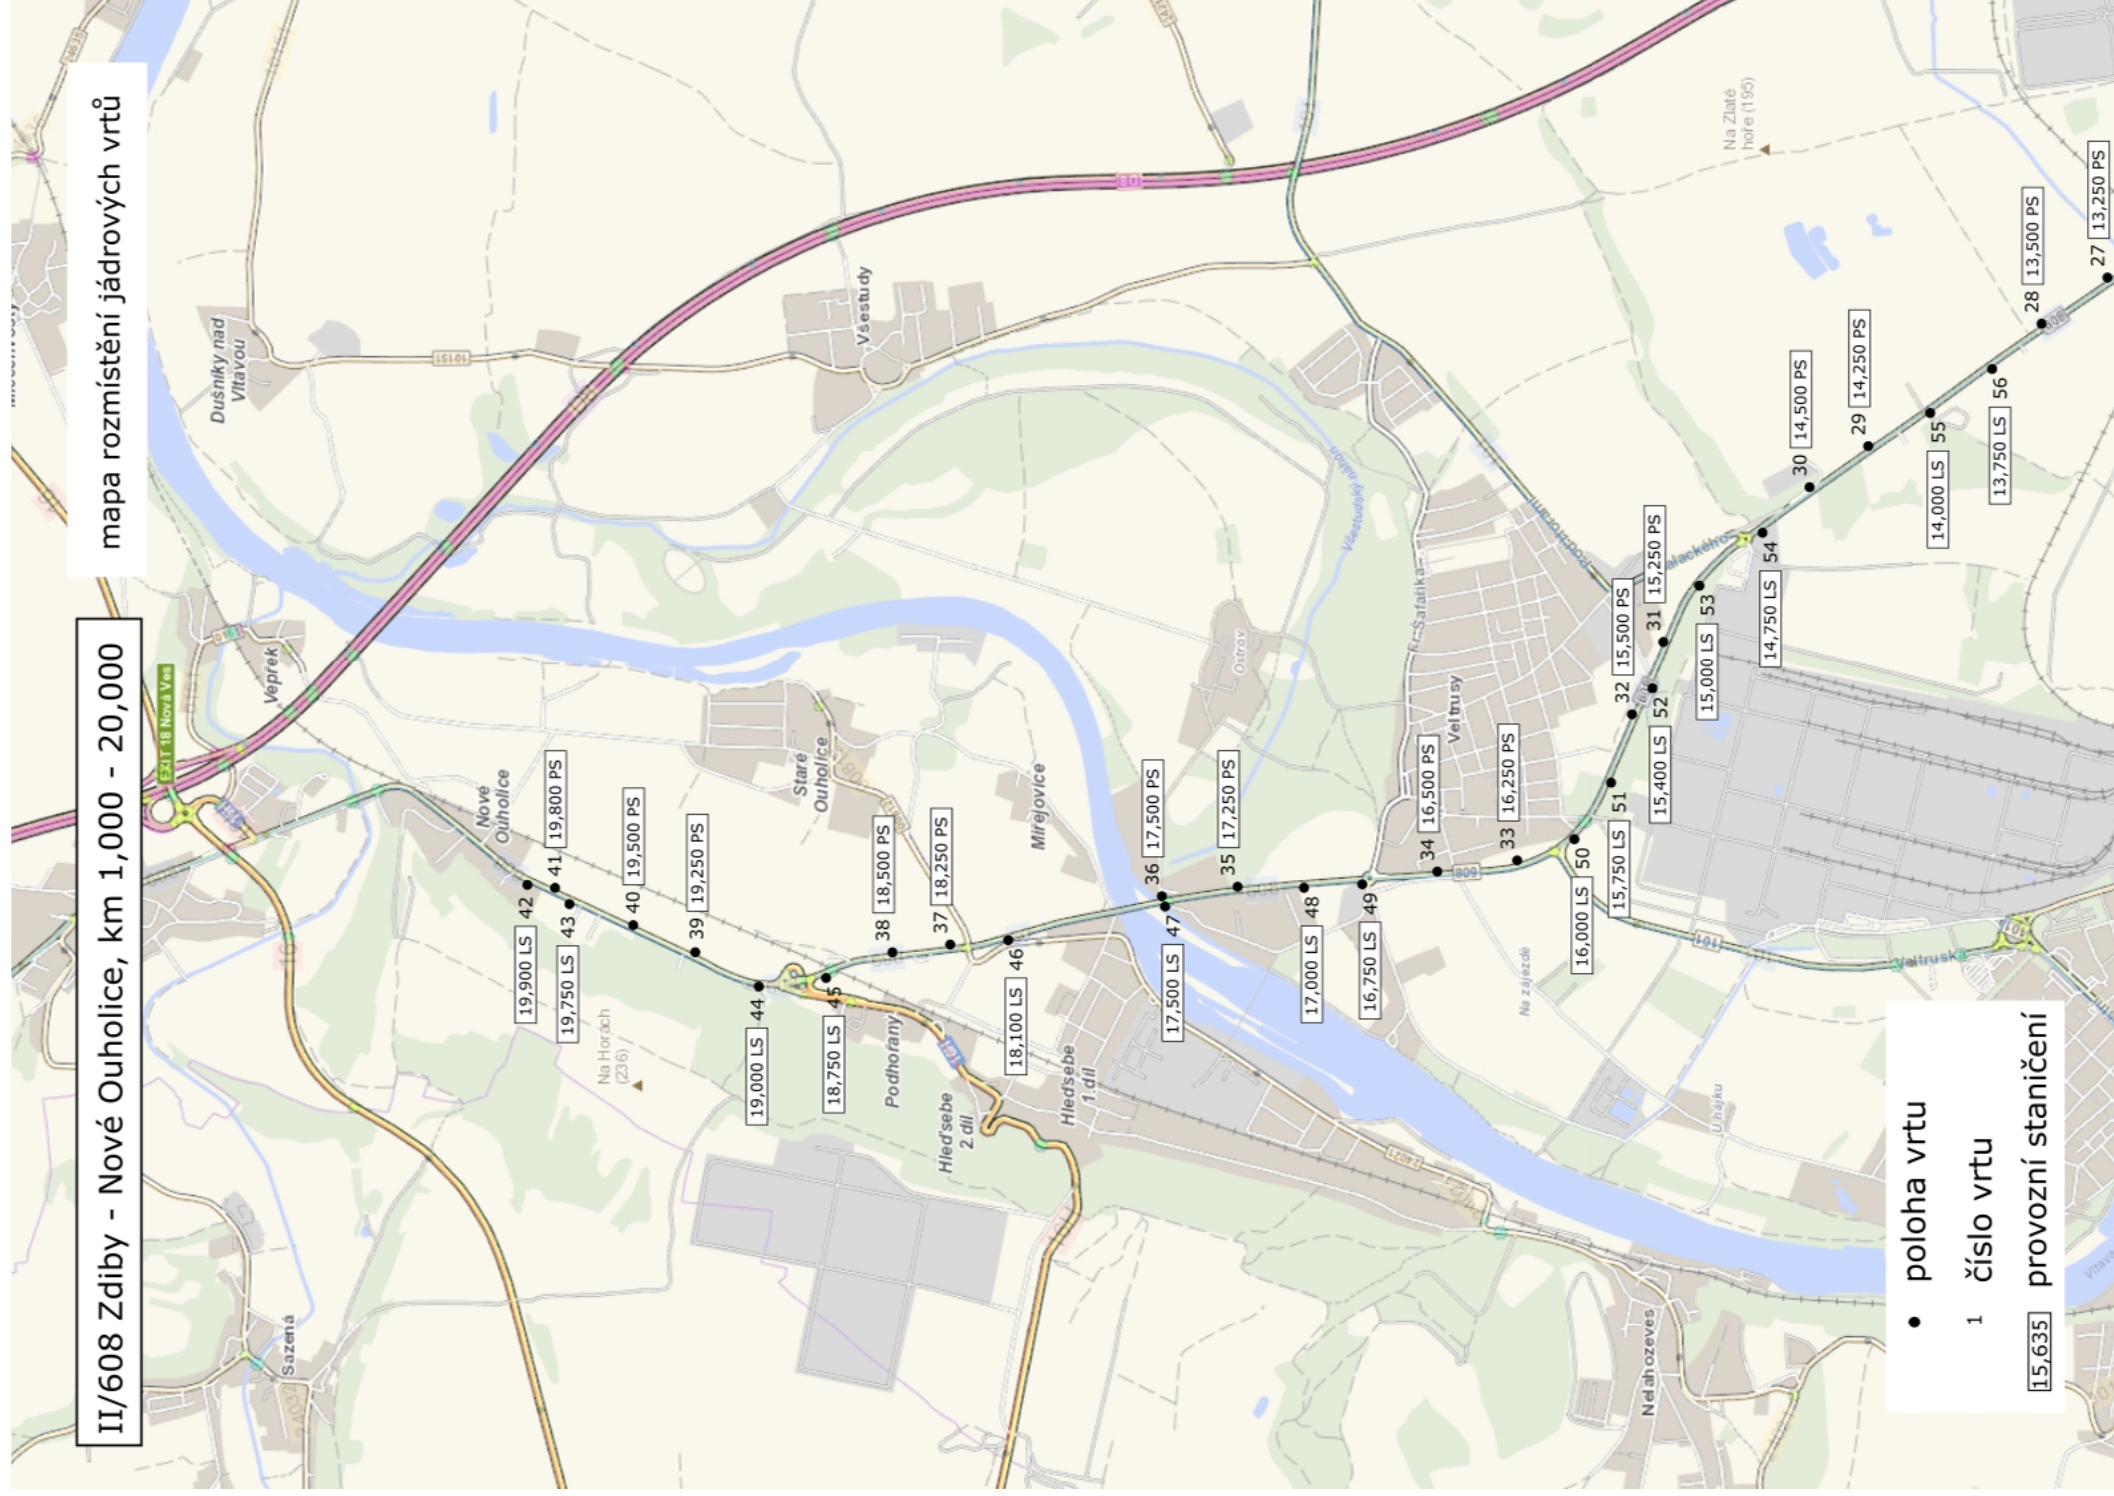 II/608 Zdiby - Nové Ouholice, km 1,000 - 20,000
mapa rozmístění jádrových vrtů
EXIT 18 Nová Ves
Dušníky nad
Vltavou
Vepřek
10151
Všestudy
Nové
Ouholice
Staré
Ouholice
Miřejovice
Ostrov
Všestudský náhon
Veltrusy
Na Zlaté
hoře (195)
Na Horách
(236)
Podhořany
Hleďsebe
2.díl
Hleďsebe
1.díl
Sazená
Nelahozeves
Na zájezdě
U hájku
Veltruská
24021
101
608
42
19,900 LS
41
19,800 PS
43
19,750 LS
40
19,500 PS
39
19,250 PS
44
19,000 LS
45
18,750 LS
38
18,500 PS
37
18,250 PS
46
18,100 LS
36
17,500 PS
47
17,500 LS
35
17,250 PS
48
17,000 LS
49
16,750 LS
34
16,500 PS
33
16,250 PS
50
16,000 LS
51
15,750 LS
32
15,500 PS
52
15,400 LS
31
15,250 PS
53
15,000 LS
54
14,750 LS
30
14,500 PS
29
14,250 PS
55
14,000 LS
56
13,750 LS
28
13,500 PS
27
13,250 PS
poloha vrtu
1 číslo vrtu
15,635 provozní staničení